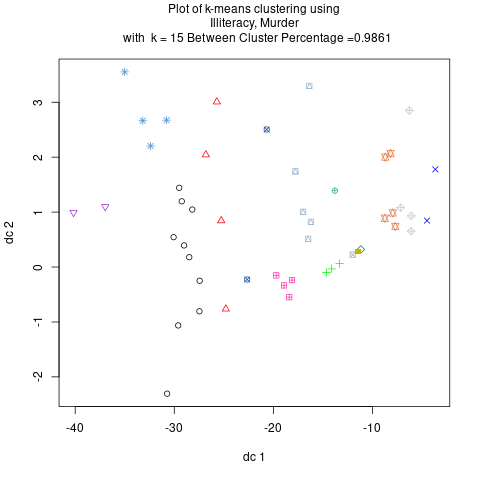 Plot of k-means clustering using
Illiteracy, Murder
with k = 15 Between Cluster Percentage =0.9861
3
2
1
0
-1
-2
dc 2
-40 -30 -20 -10
dc 1